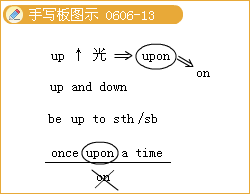 手写板图示 0606-13
up ↑ 光 ⇒ upon
on
up and down
be up to sth/sb
once upon a time
on